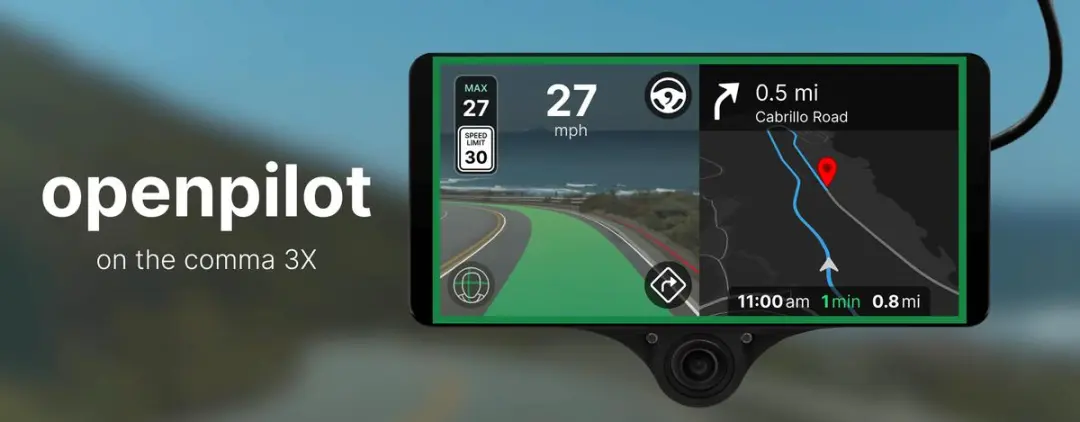 openpilot
on the comma 3X
MAX
27
SPEED
LIMIT
30
27
mph
0.5 mi
Cabrillo Road
11:00 am 1 min 0.8 mi